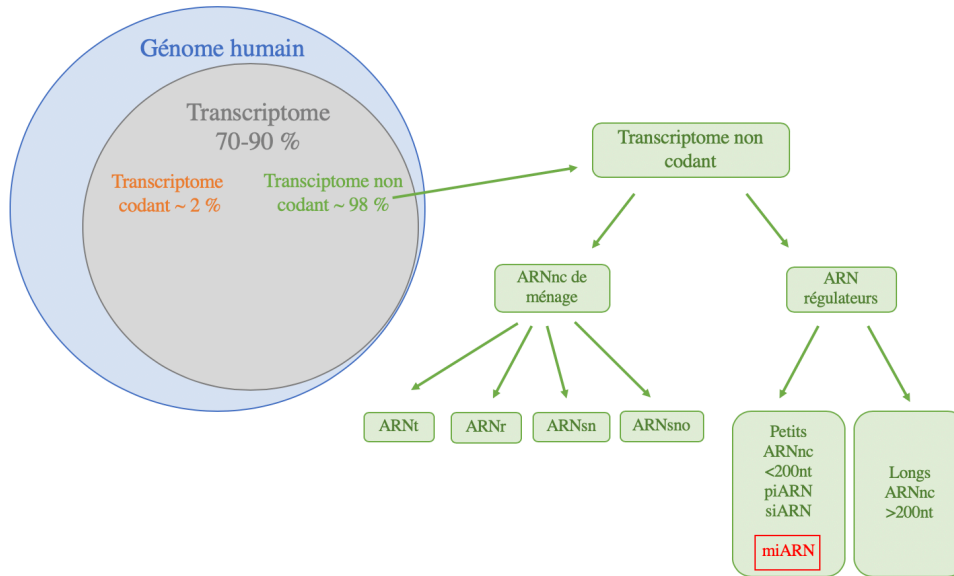 Génome humain
Transcriptome
70-90 %
Transcriptome
codant ~ 2 %
Transciptome non
codant ~ 98 %
Transcriptome non
codant
ARNnc de
ménage
ARN
régulateurs
ARNt
ARNr
ARNsn
ARNsno
Petits
ARNnc
<200nt
piARN
siARN
miARN
Longs
ARNnc
>200nt